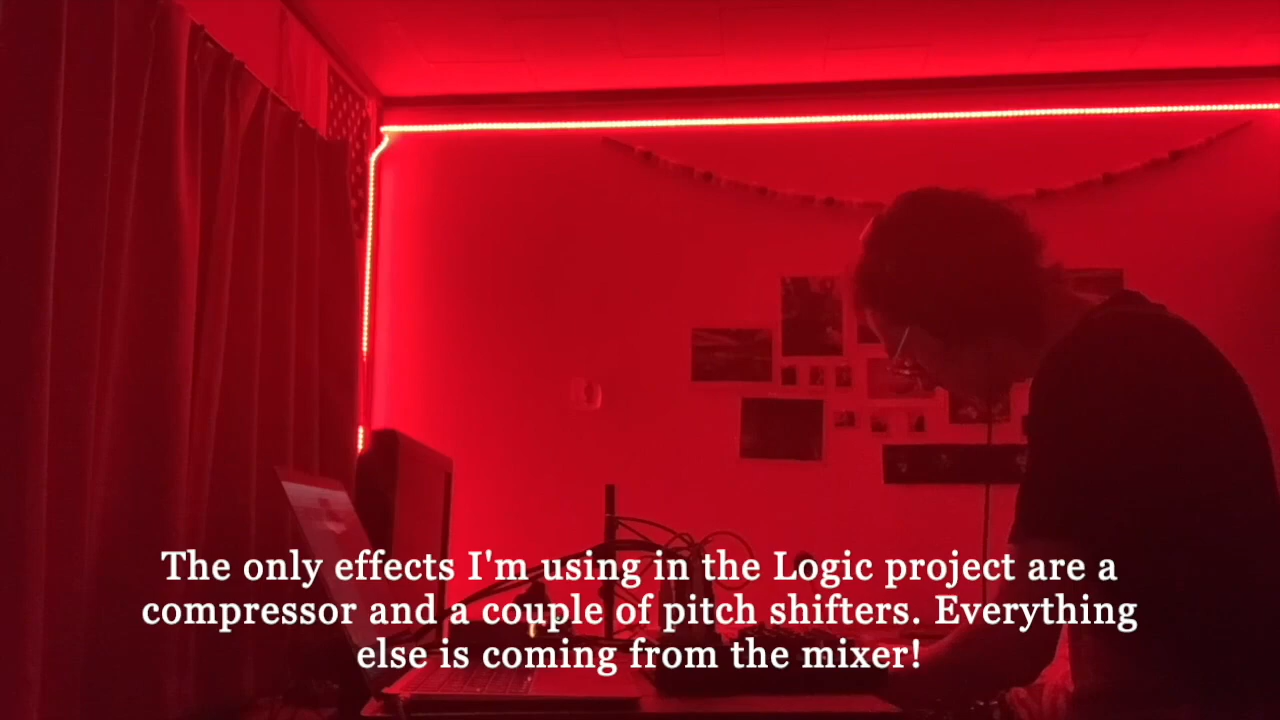 The only effects I'm using in the Logic project are a
compressor and a couple of pitch shifters. Everything
else is coming from the mixer!